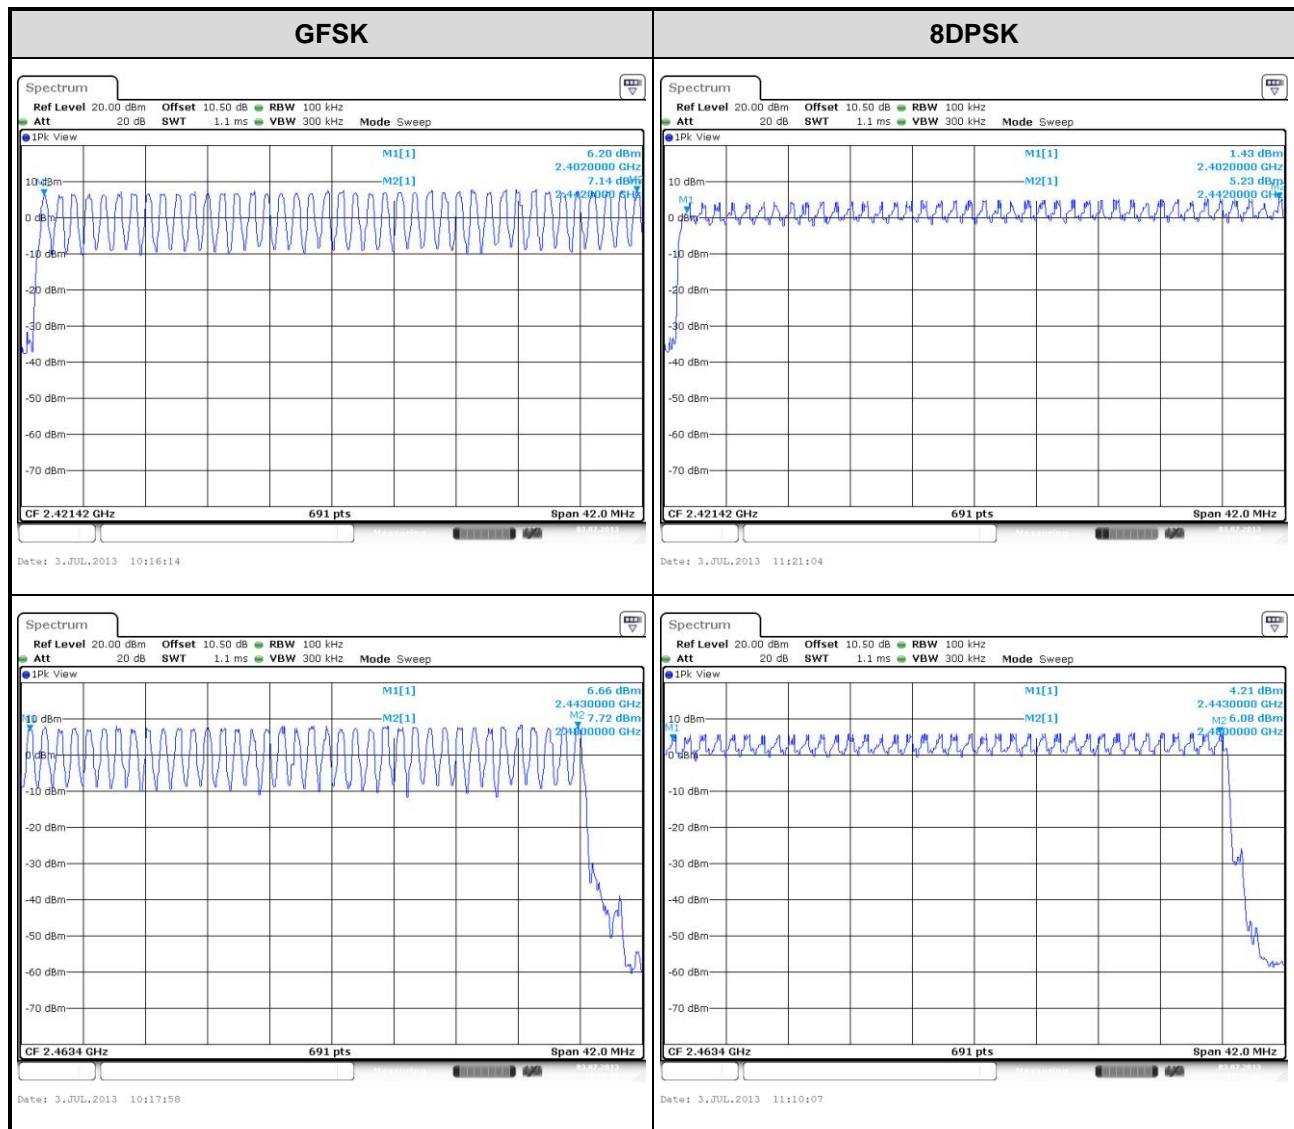 GFSK
8DPSK
Spectrum
Ref Level 20.00 dBm Offset 10.50 dB RBW 100 kHz
Att 20 dB SWT 1.1 ms VBW 300 kHz Mode Sweep
1Pk View
M1[1] 6.20 dBm
2.4020000 GHz
M2[1] 7.14 dBm
2.4420000 GHz
10 dBm
0 dBm
-10 dBm
-20 dBm
-30 dBm
-40 dBm
-50 dBm
-60 dBm
-70 dBm
CF 2.42142 GHz 691 pts Span 42.0 MHz
Date: 3.JUL.2013 10:16:14
Spectrum
Ref Level 20.00 dBm Offset 10.50 dB RBW 100 kHz
Att 20 dB SWT 1.1 ms VBW 300 kHz Mode Sweep
1Pk View
M1[1] 1.43 dBm
2.4020000 GHz
M2[1] 5.23 dBm
2.4420000 GHz
10 dBm
M1
0 dBm
-10 dBm
-20 dBm
-30 dBm
-40 dBm
-50 dBm
-60 dBm
-70 dBm
CF 2.42142 GHz 691 pts Span 42.0 MHz
Date: 3.JUL.2013 11:21:04
Spectrum
Ref Level 20.00 dBm Offset 10.50 dB RBW 100 kHz
Att 20 dB SWT 1.1 ms VBW 300 kHz Mode Sweep
1Pk View
M1[1] 6.66 dBm
2.4430000 GHz
M2[1] M2 7.72 dBm
2.4800000 GHz
10 dBm
0 dBm
-10 dBm
-20 dBm
-30 dBm
-40 dBm
-50 dBm
-60 dBm
-70 dBm
CF 2.4634 GHz 691 pts Span 42.0 MHz
Date: 3.JUL.2013 10:17:58
Spectrum
Ref Level 20.00 dBm Offset 10.50 dB RBW 100 kHz
Att 20 dB SWT 1.1 ms VBW 300 kHz Mode Sweep
1Pk View
M1[1] 4.21 dBm
2.4430000 GHz
M2[1] M2 6.08 dBm
2.4800000 GHz
10 dBm
M1
0 dBm
-10 dBm
-20 dBm
-30 dBm
-40 dBm
-50 dBm
-60 dBm
-70 dBm
CF 2.4634 GHz 691 pts Span 42.0 MHz
Date: 3.JUL.2013 11:10:07